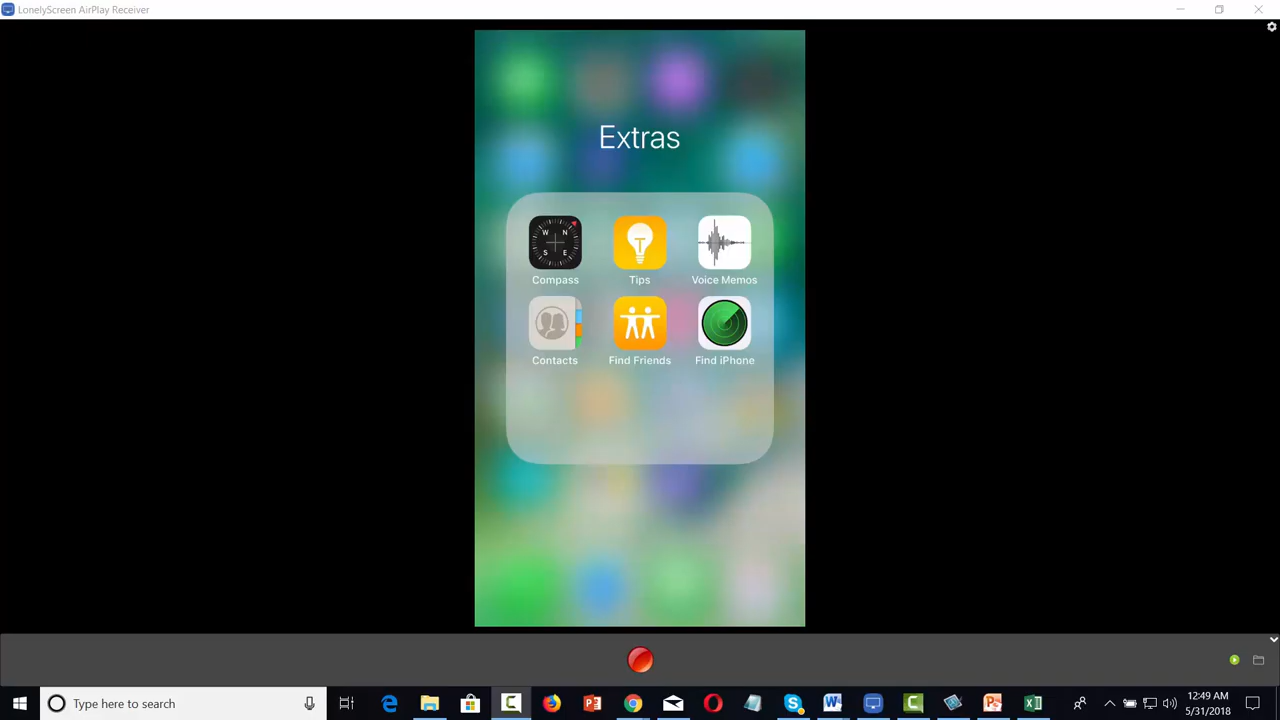 LonelyScreen AirPlay Receiver
Extras
W N
S E
Compass
Tips
Voice Memos
Contacts
Find Friends
Find iPhone
Type here to search
12:49 AM
5/31/2018